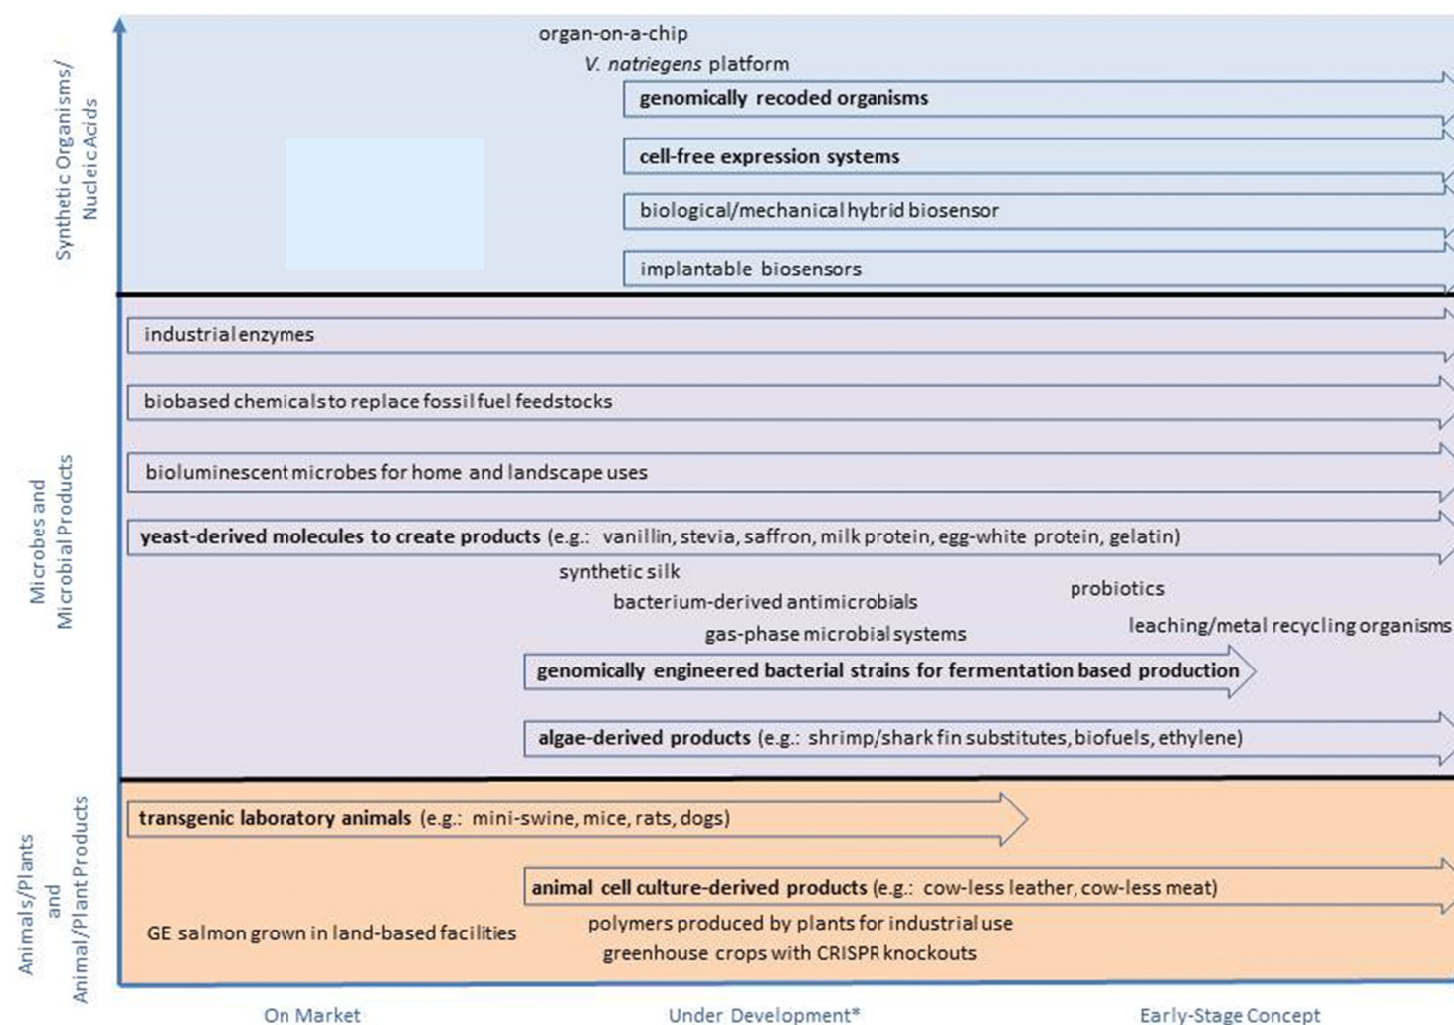 Synthetic Organisms/
Nucleic Acids
organ-on-a-chip
V. natriegens platform
genomically recoded organisms
cell-free expression systems
biological/mechanical hybrid biosensor
implantable biosensors
Microbes and
Microbial Products
industrial enzymes
biobased chemicals to replace fossil fuel feedstocks
bioluminescent microbes for home and landscape uses
yeast-derived molecules to create products (e.g.: vanillin, stevia, saffron, milk protein, egg-white protein, gelatin)
synthetic silk
probiotics
bacterium-derived antimicrobials
leaching/metal recycling organisms
gas-phase microbial systems
genomically engineered bacterial strains for fermentation based production
algae-derived products (e.g.: shrimp/shark fin substitutes, biofuels, ethylene)
Animals/Plants
and
Animal/Plant Products
transgenic laboratory animals (e.g.: mini-swine, mice, rats, dogs)
animal cell culture-derived products (e.g.: cow-less leather, cow-less meat)
GE salmon grown in land-based facilities
polymers produced by plants for industrial use
greenhouse crops with CRISPR knockouts
On Market
Under Development*
Early-Stage Concept